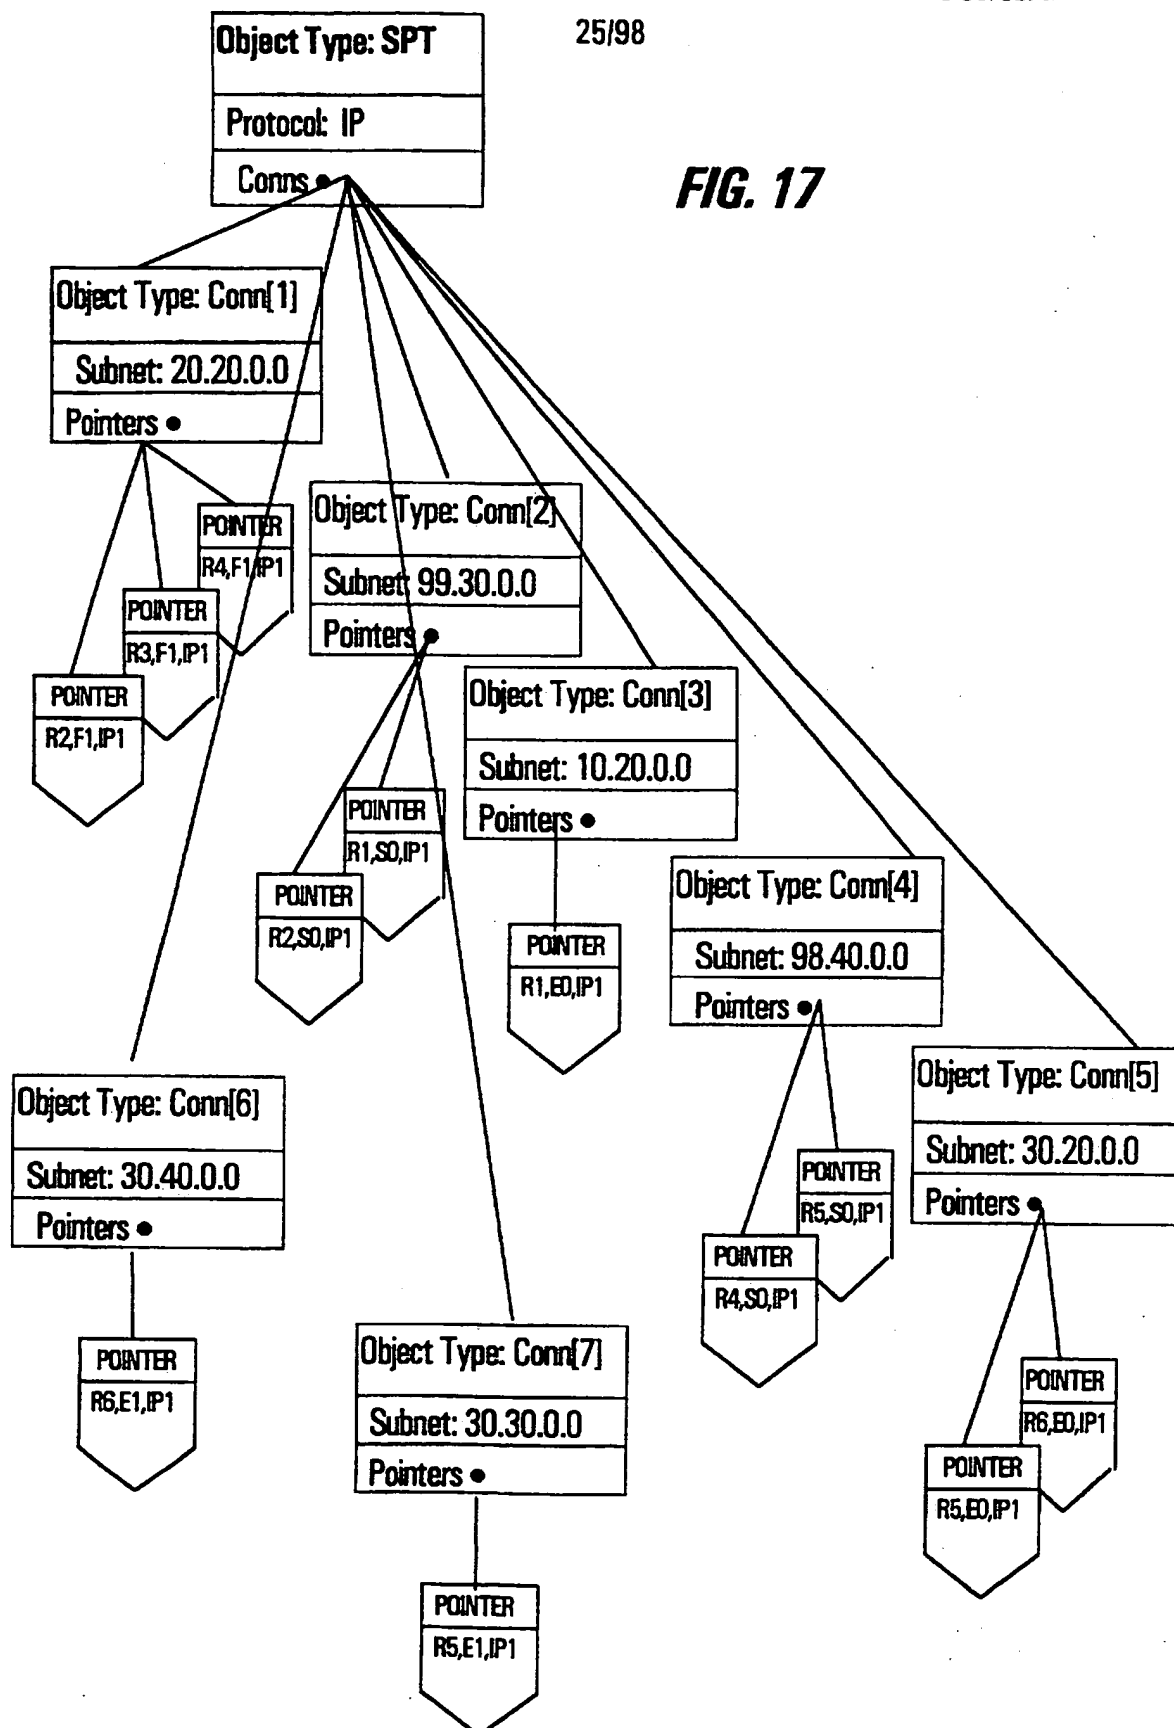 25/98
Object Type: SPT
Protocol: IP
Conns
FIG. 17
Object Type: Conn[1]
Subnet: 20.20.0.0
Pointers
POINTER
R4,F1,IP1
POINTER
R3,F1,IP1
POINTER
R2,F1,IP1
Object Type: Conn[2]
Subnet: 99.30.0.0
Pointers
POINTER
R1,S0,IP1
POINTER
R2,S0,IP1
Object Type: Conn[3]
Subnet: 10.20.0.0
Pointers
POINTER
R1,E0,IP1
Object Type: Conn[4]
Subnet: 98.40.0.0
Pointers
POINTER
R5,S0,IP1
POINTER
R4,S0,IP1
Object Type: Conn[5]
Subnet: 30.20.0.0
Pointers
POINTER
R6,E0,IP1
POINTER
R5,E0,IP1
Object Type: Conn[6]
Subnet: 30.40.0.0
Pointers
POINTER
R6,E1,IP1
Object Type: Conn[7]
Subnet: 30.30.0.0
Pointers
POINTER
R5,E1,IP1